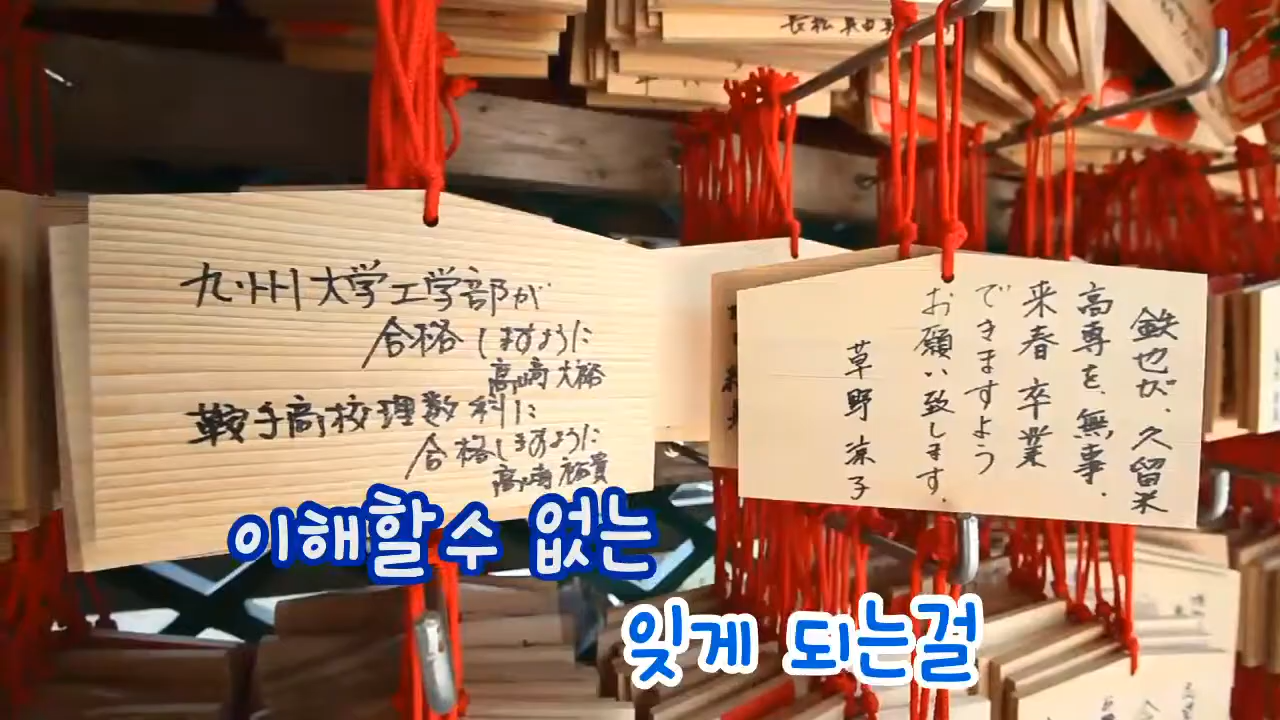 九州大学工学部が
合格しますように
高崎大裕
鞍手高校理数科に
合格しますように
高崎裕貴
鉄也が、久留米
高専を、無事、
来春卒業
できますよう
お願い致します。
草野涼子
이해할수 없는
잊게 되는걸